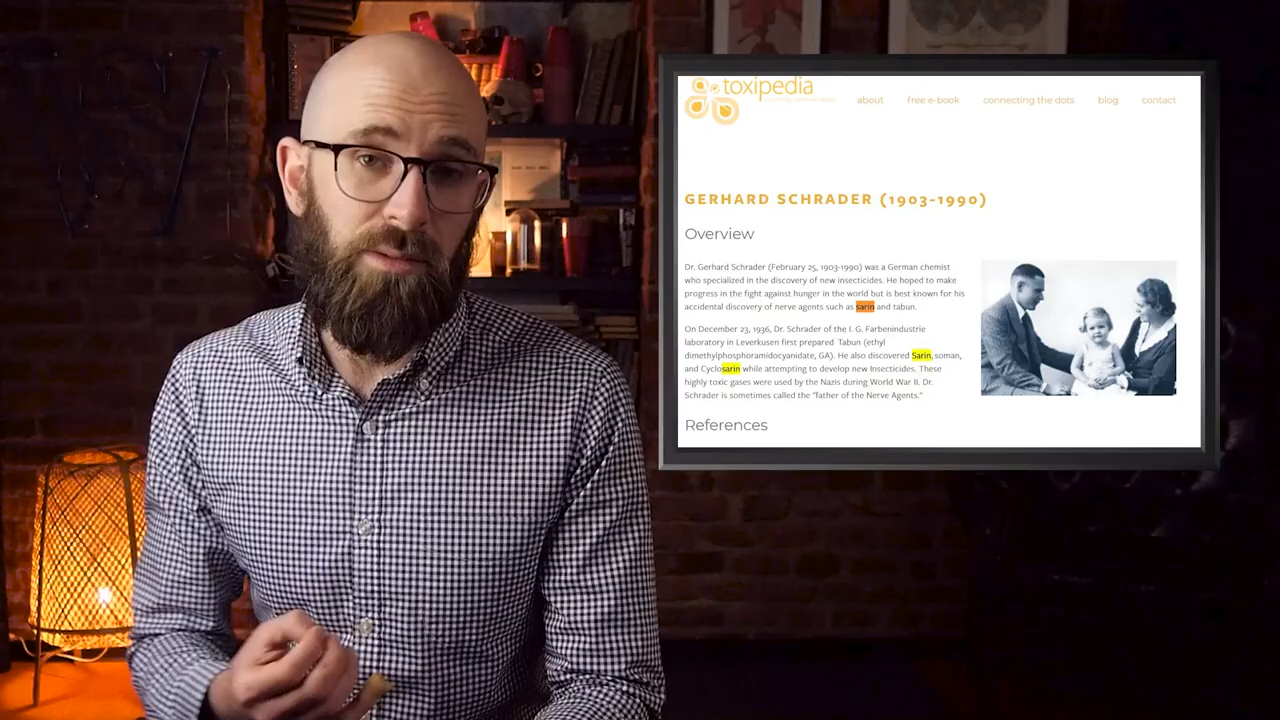 toxipedia
about free e-book connecting the dots blog contact
GERHARD SCHRADER (1903-1990)
Overview
Dr. Gerhard Schrader (February 25, 1903-1990) was a German chemist
who specialized in the discovery of new insecticides. He hoped to make
progress in the fight against hunger in the world but is best known for his
accidental discovery of nerve agents such as sarin and tabun.
On December 23, 1936, Dr. Schrader of the I. G. Farbenindustrie
laboratory in Leverkusen first prepared Tabun (ethyl
dimethylphosphoramidocyanidate, GA). He also discovered Sarin, soman,
and Cyclosarin while attempting to develop new Insecticides. These
highly toxic gases were used by the Nazis during World War II. Dr.
Schrader is sometimes called the "father of the Nerve Agents."
References